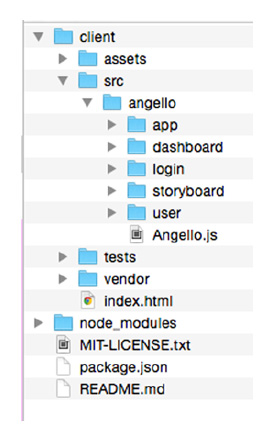 client
assets
src
angello
app
dashboard
login
storyboard
user
Angello.js
tests
vendor
index.html
node_modules
MIT-LICENSE.txt
package.json
README.md